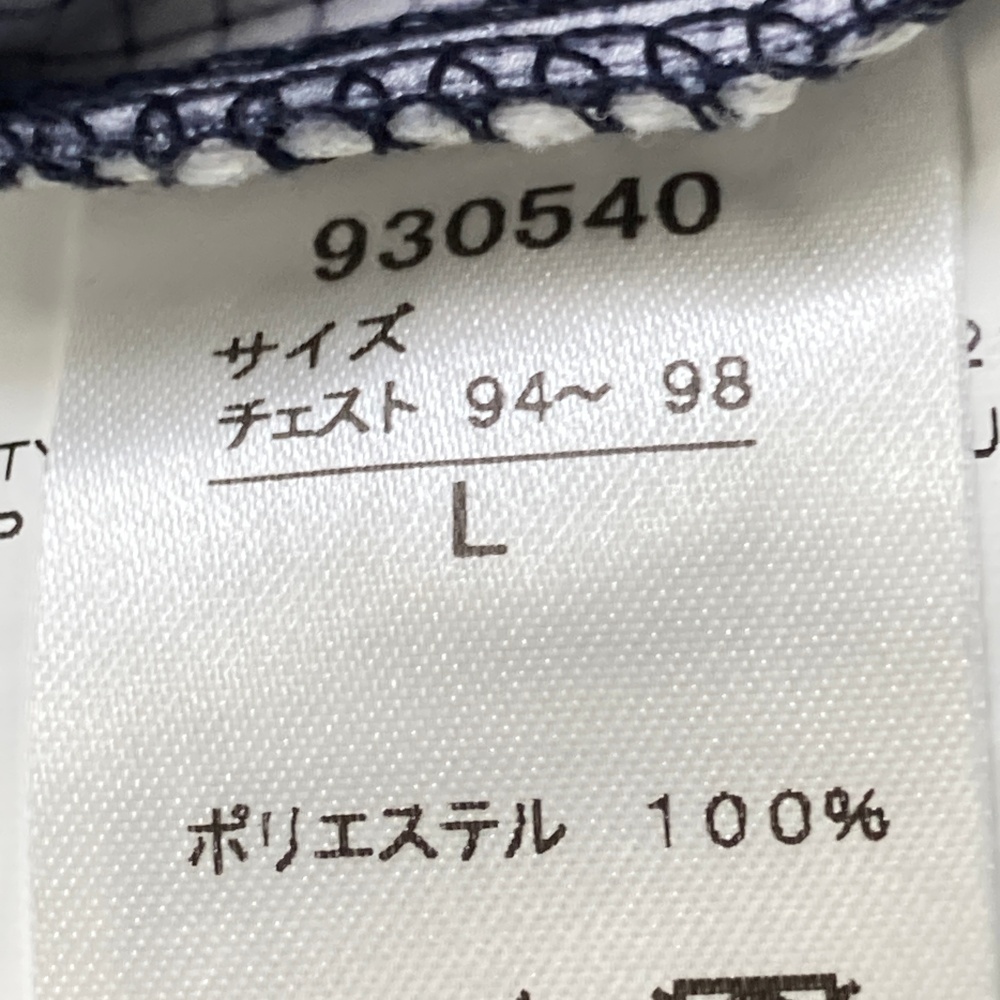 930540
サイズ
チェスト 94～ 98
L
ポリエステル 100%